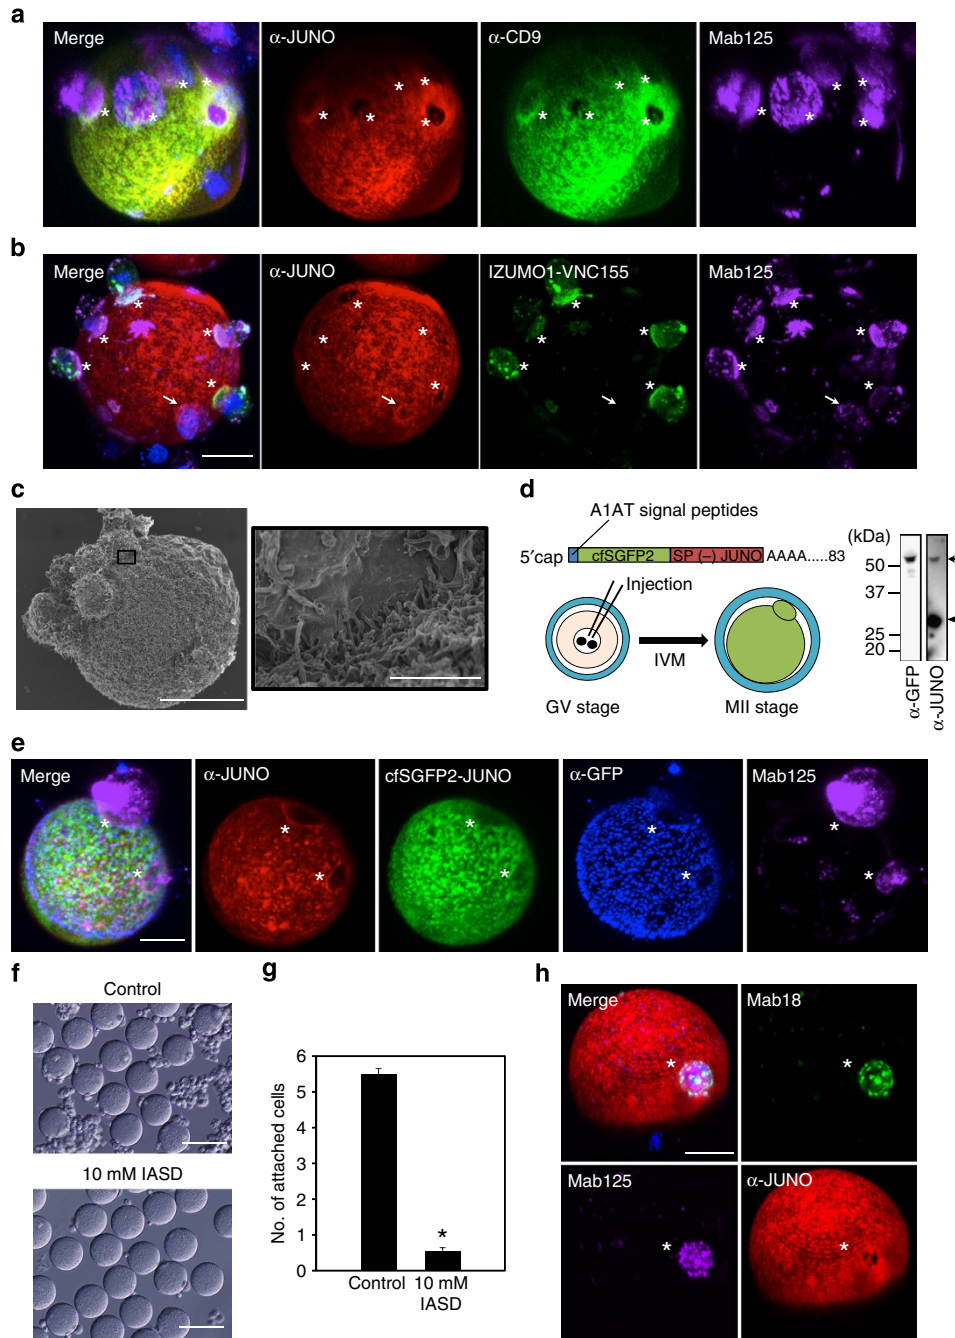 a
Merge
α-JUNO
α-CD9
Mab125
* * * * *
* * * * *
* * * * *
* * * * *
b
Merge
α-JUNO
IZUMO1-VNC155
Mab125
* * * * *
* * * * *
* * * * *
* * * * *
c
d
A1AT signal peptides
5′cap
cfSGFP2
SP (–) JUNO
AAAA.....83
Injection
IVM
GV stage
MII stage
(kDa)
50
37
25
20
α-GFP
α-JUNO
e
Merge
α-JUNO
cfSGFP2-JUNO
α-GFP
Mab125
* *
* *
* *
* *
* *
f
Control
10 mM IASD
g
No. of attached cells
6
5
4
3
2
1
0
*
Control
10 mM
IASD
h
Merge
Mab18
*
*
Mab125
α-JUNO
*
*